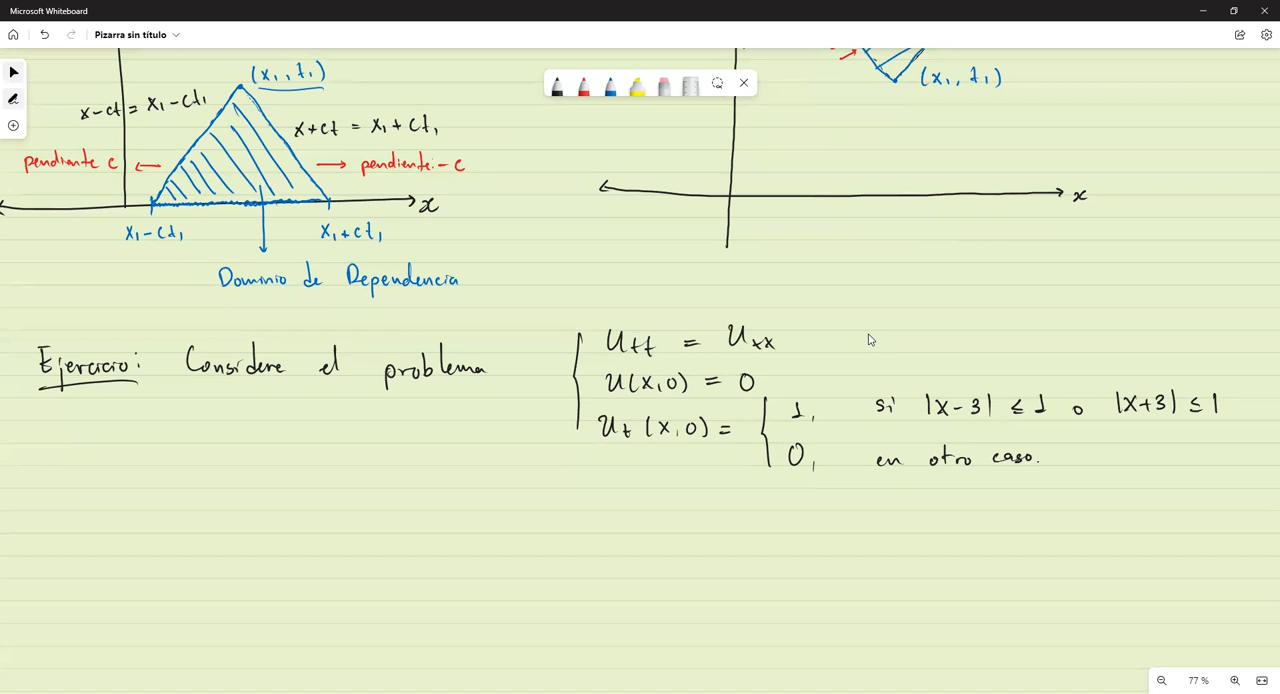 Microsoft Whiteboard
Pizarra sin título
(x₁, t₁)
x-ct = x₁-ct₁
x+ct = x₁+ct₁
pendiente c
pendiente: -c
x
x₁-ct₁
x₁+ct₁
Dominio de Dependencia
(x₁, t₁)
x
Ejercicio: Considere el problema
Utt = Uxx
U(x,0) = 0
Ut(x,0) = { 1, si |x-3| ≤ 1 o |x+3| ≤ 1
0, en otro caso.
77 %